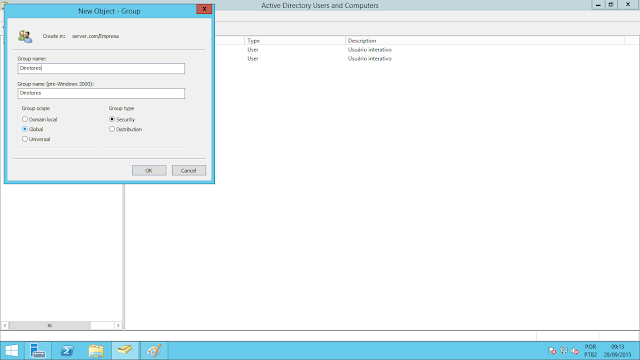 Active Directory Users and Computers
New Object - Group
Create in: server.com/Empresa
Group name:
Diretores
Group name (pre-Windows 2000):
Diretores
Group scope
Domain local
Global
Universal
Group type
Security
Distribution
OK
Cancel
Type
Description
User
Usuário interativo
User
Usuário interativo
POR
PTB2
09:13
28/09/2015